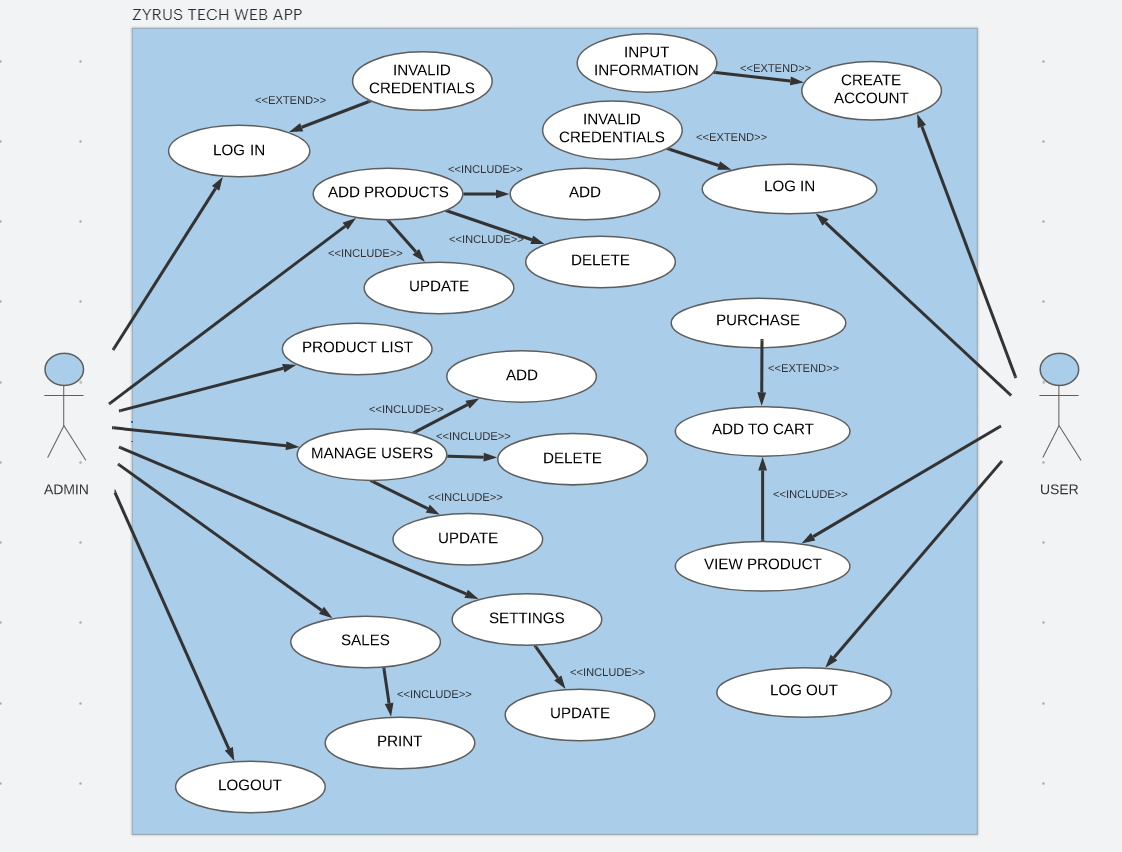 ZYRUS TECH WEB APP
INVALID
CREDENTIALS
<<EXTEND>>
LOG IN
INPUT
INFORMATION
<<EXTEND>>
CREATE
ACCOUNT
INVALID
CREDENTIALS
<<EXTEND>>
LOG IN
ADD PRODUCTS
<<INCLUDE>>
ADD
<<INCLUDE>>
DELETE
<<INCLUDE>>
UPDATE
PRODUCT LIST
PURCHASE
<<EXTEND>>
ADD TO CART
<<INCLUDE>>
VIEW PRODUCT
ADD
<<INCLUDE>>
MANAGE USERS
<<INCLUDE>>
DELETE
<<INCLUDE>>
UPDATE
ADMIN
USER
SETTINGS
<<INCLUDE>>
UPDATE
SALES
<<INCLUDE>>
PRINT
LOG OUT
LOGOUT